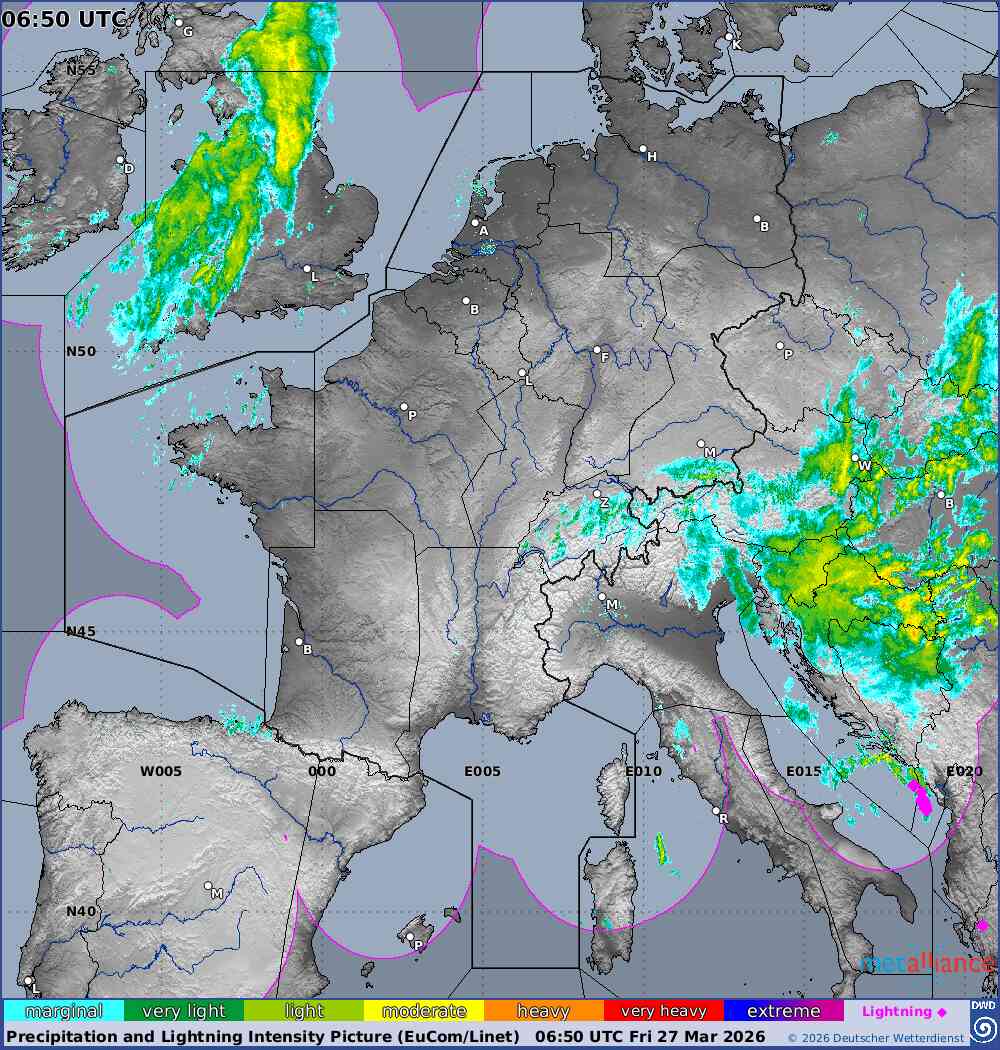 06:50 UTC
G
K
N55
D
H
A
B
L
B
N50
F
P
L
P
M
W
Z
B
M
N45
B
W005
000
E005
E010
E015
E020
R
M
N40
P
metalliance
L
marginal very light light moderate heavy very heavy extreme Lightning DWD
Precipitation and Lightning Intensity Picture (EuCom/Linet) 06:50 UTC Fri 27 Mar 2026 © 2026 Deutscher Wetterdienst